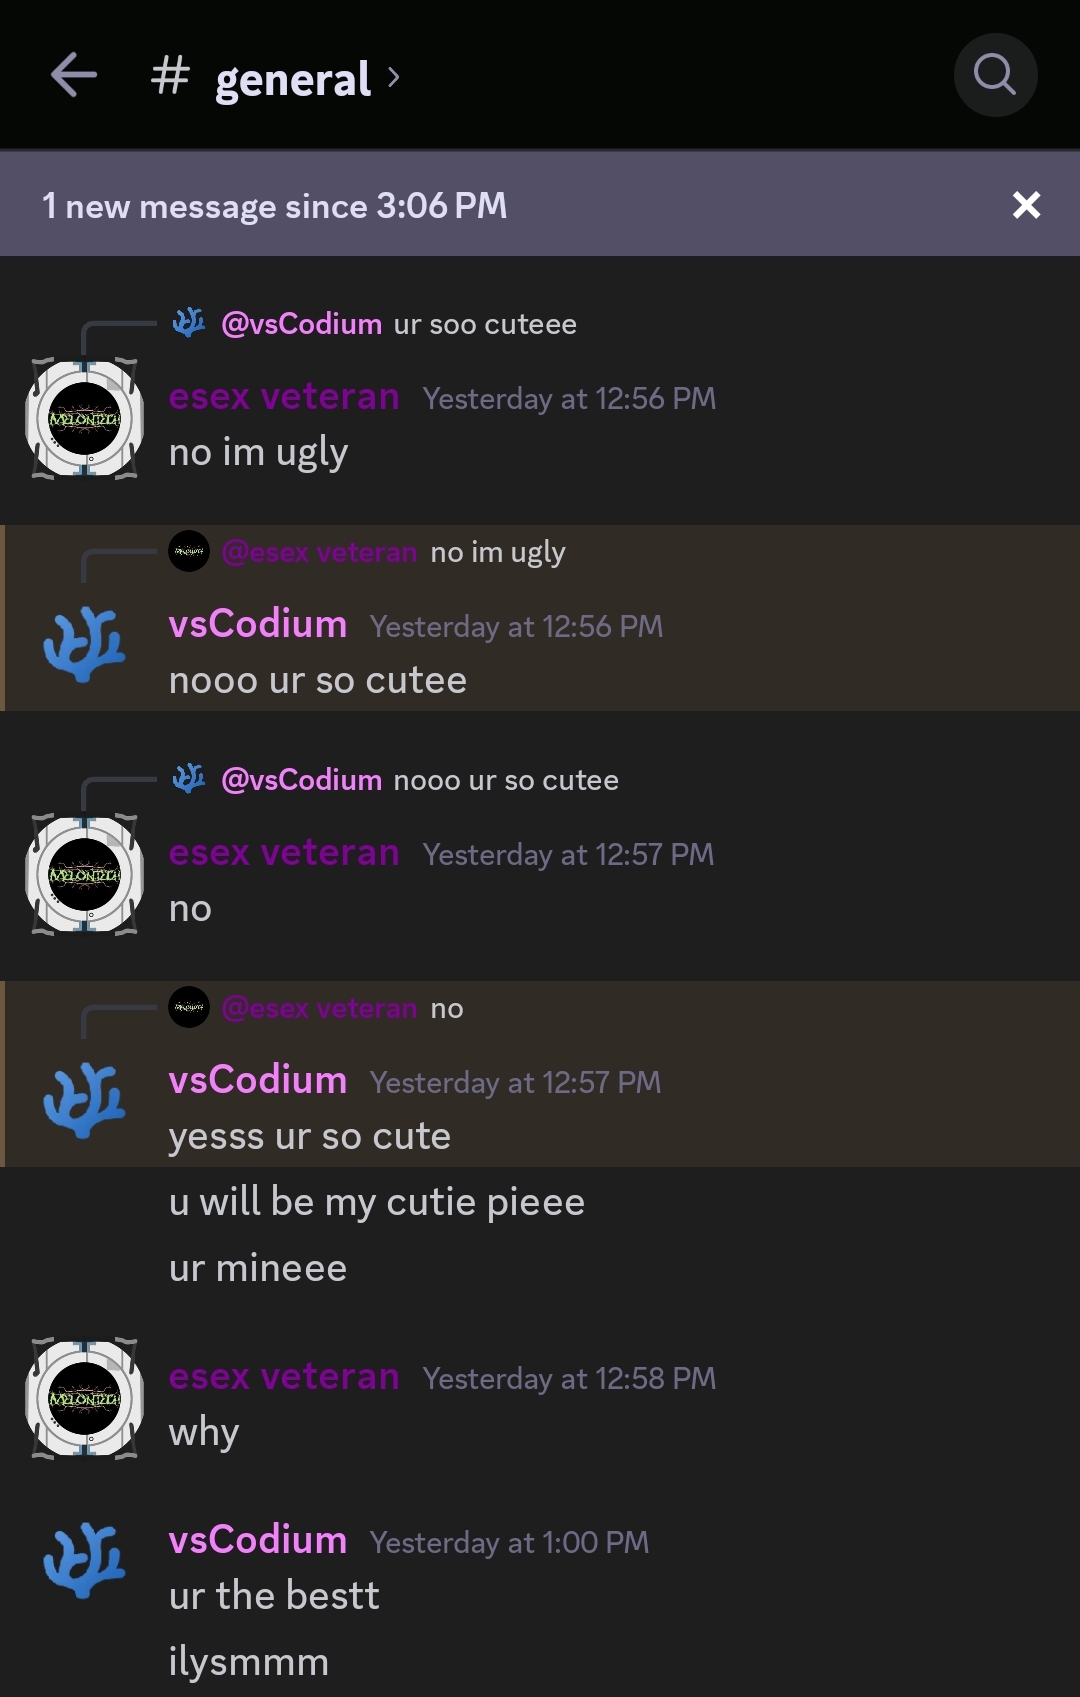 # general
1 new message since 3:06 PM
@vsCodium ur soo cuteee
esex veteran Yesterday at 12:56 PM
no im ugly
@esex veteran no im ugly
vsCodium Yesterday at 12:56 PM
nooo ur so cutee
@vsCodium nooo ur so cutee
esex veteran Yesterday at 12:57 PM
no
@esex veteran no
vsCodium Yesterday at 12:57 PM
yesss ur so cute
u will be my cutie pieee
ur mineee
esex veteran Yesterday at 12:58 PM
why
vsCodium Yesterday at 1:00 PM
ur the bestt
ilysmmm